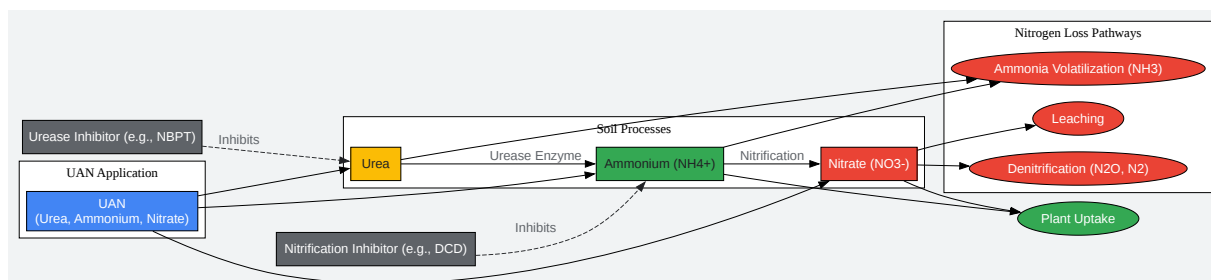 Nitrogen Loss Pathways
Ammonia Volatilization (NH3)
Urease Inhibitor (e.g., NBPT)
Inhibits
Soil Processes
Leaching
Urea
Urease Enzyme
Ammonium (NH4+)
Nitrification
Nitrate (NO3-)
Denitrification (N2O, N2)
UAN Application
UAN
(Urea, Ammonium, Nitrate)
Plant Uptake
Inhibits
Nitrification Inhibitor (e.g., DCD)